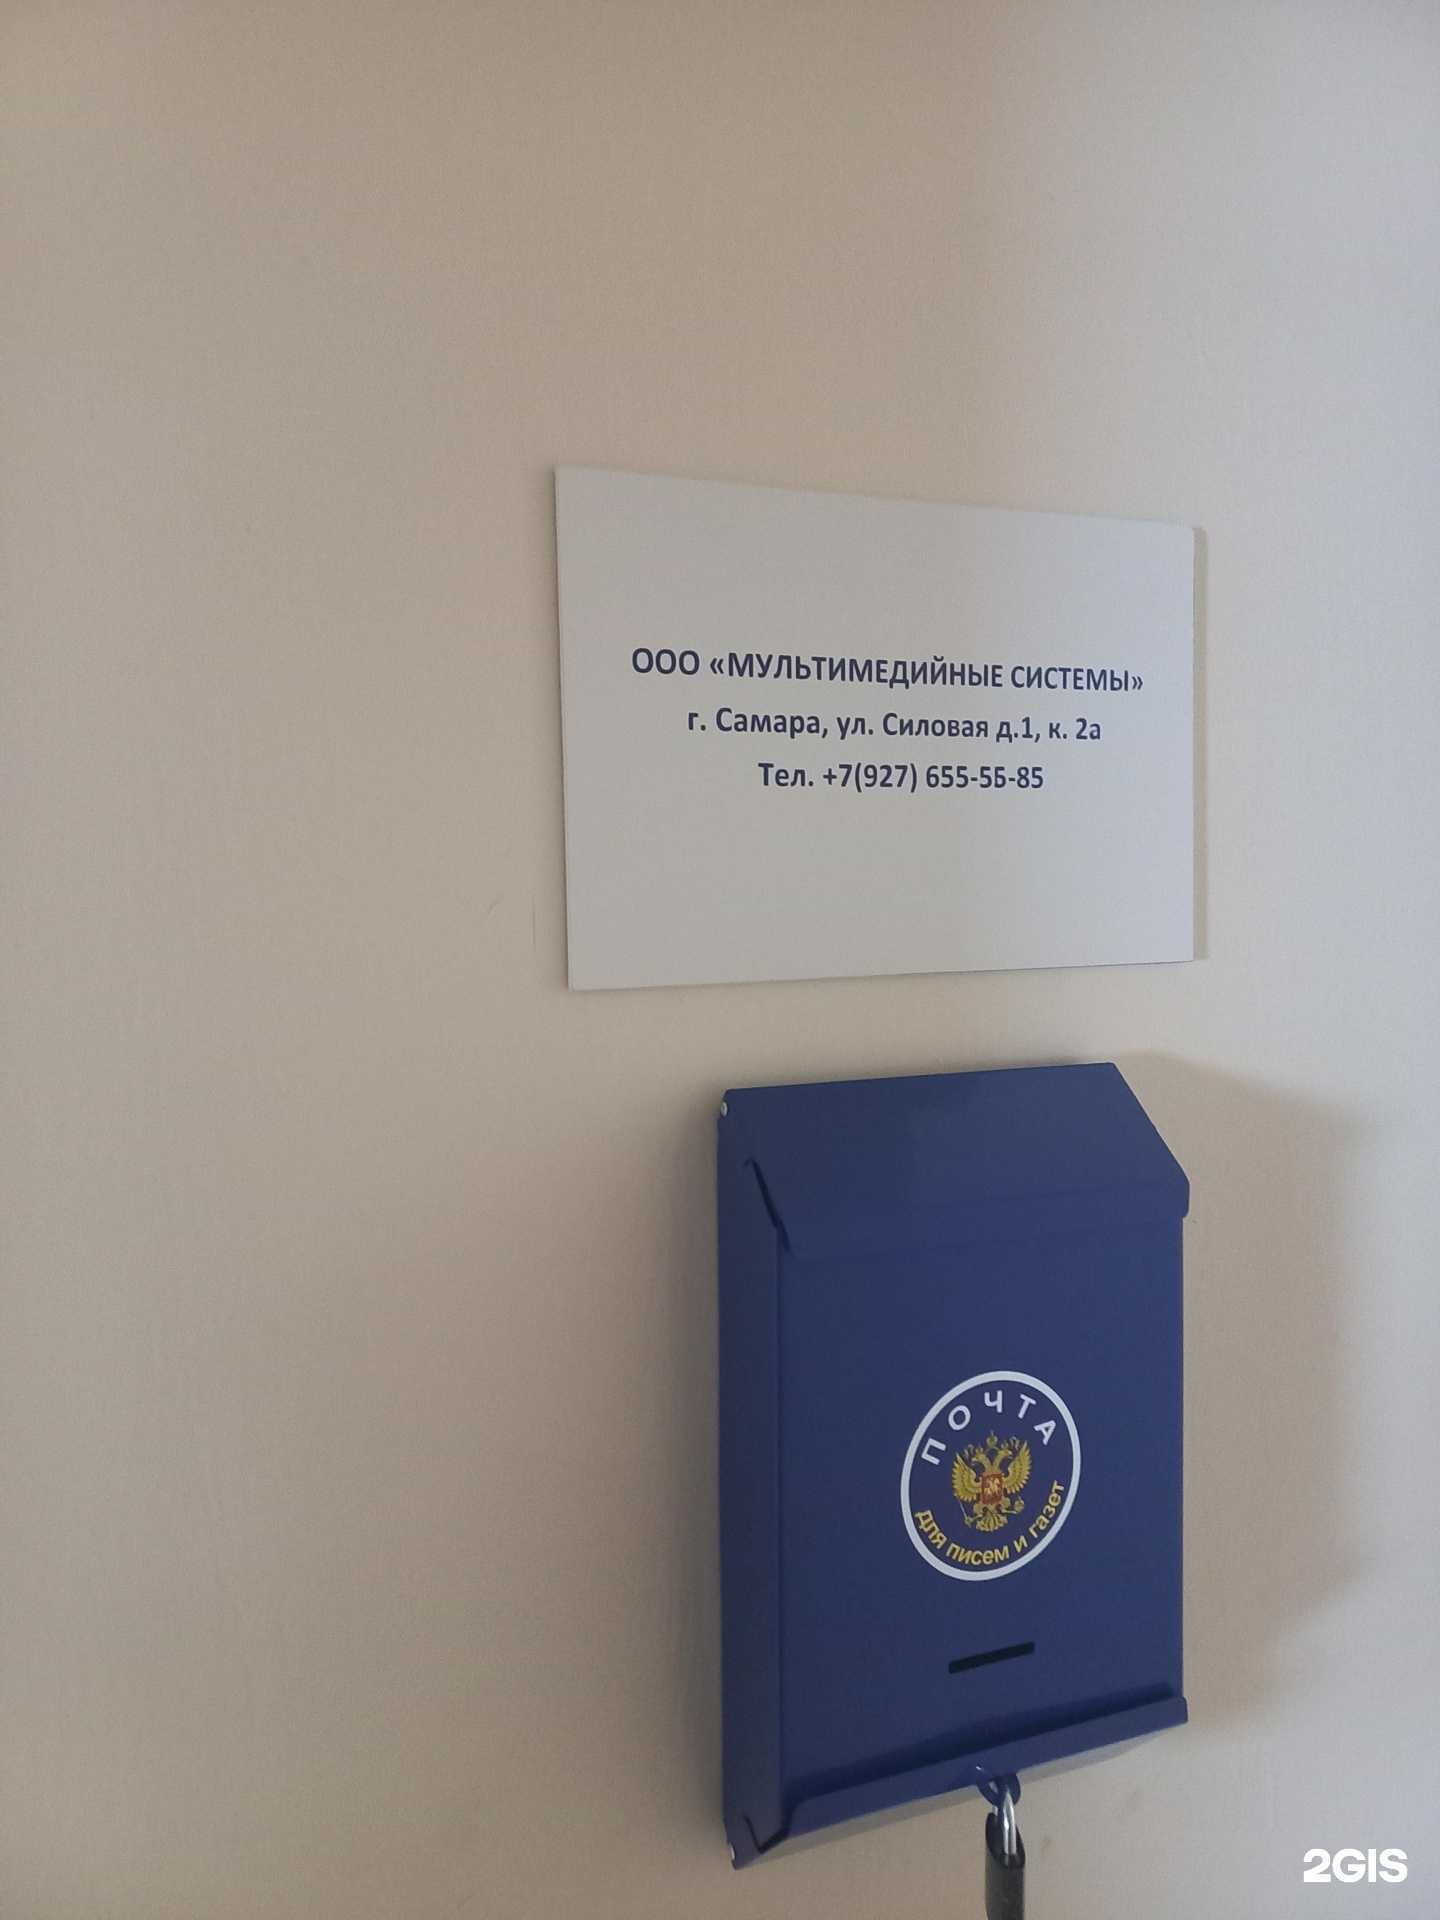 ООО «МУЛЬТИМЕДИЙНЫЕ СИСТЕМЫ»
г. Самара, ул. Силовая д.1, к. 2а
Тел. +7(927) 655-55-85
ПОЧТА
для писем и газет
2GIS